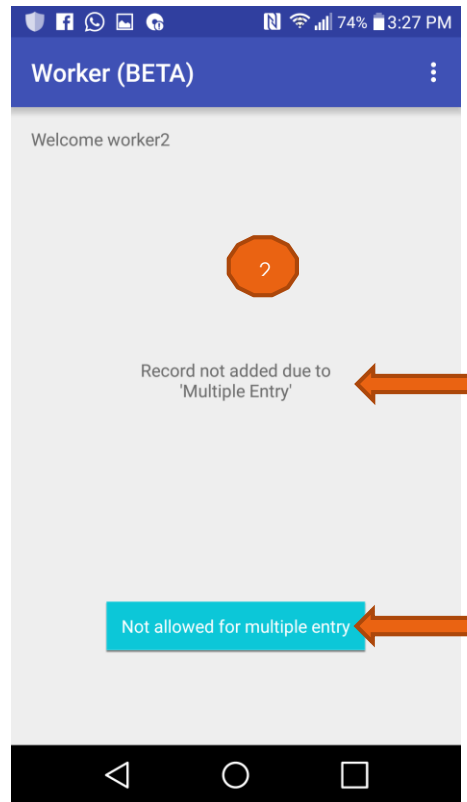 74% 3:27 PM
Worker (BETA)
Welcome worker2
2
Record not added due to
'Multiple Entry'
Not allowed for multiple entry